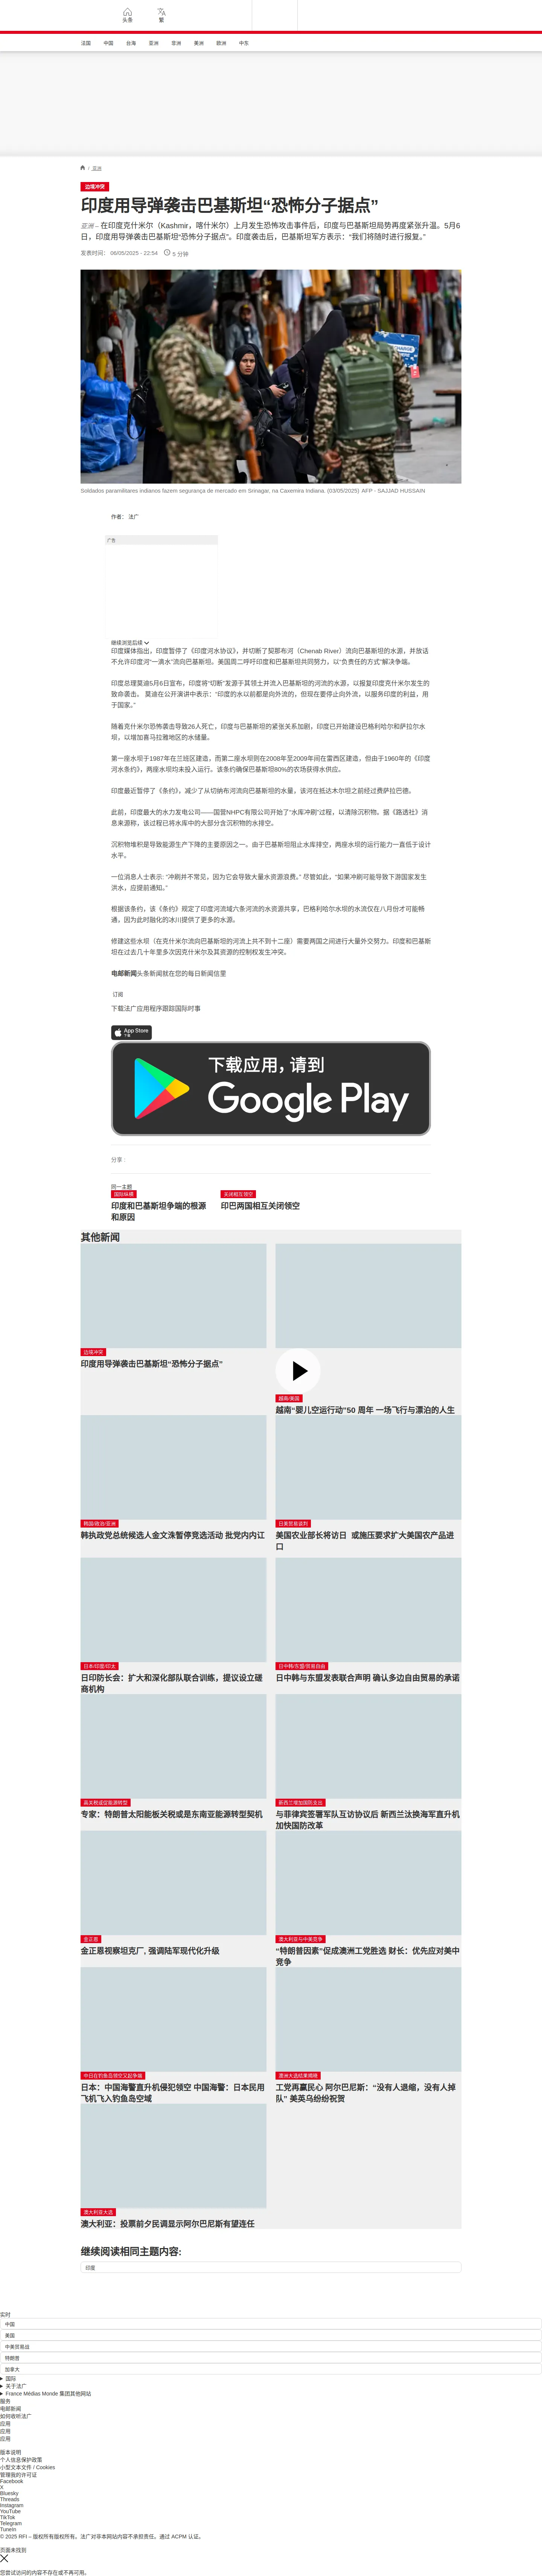 头条
繁
法国
中国
台海
亚洲
非洲
美洲
欧洲
中东
/ 亚洲
边境冲突
印度用导弹袭击巴基斯坦“恐怖分子据点”
亚洲 – 在印度克什米尔（Kashmir，喀什米尔）上月发生恐怖攻击事件后，印度与巴基斯坦局势再度紧张升温。5月6
日，印度用导弹袭击巴基斯坦“恐怖分子据点”。印度袭击后，巴基斯坦军方表示：“我们将随时进行报复。”
发表时间： 06/05/2025 - 22:54
5 分钟
Soldados paramilitares indianos fazem segurança de mercado em Srinagar, na Caxemira Indiana. (03/05/2025) AFP - SAJJAD HUSSAIN
作者： 法广
广告
继续浏览后续
印度媒体指出，印度暂停了《印度河水协议》，并切断了契那布河（Chenab River）流向巴基斯坦的水源，并放话
不允许印度河“一滴水”流向巴基斯坦。美国周二呼吁印度和巴基斯坦共同努力，以“负责任的方式”解决争端。
印度总理莫迪5月6日宣布，印度将“切断”发源于其领土并流入巴基斯坦的河流的水源，以报复印度克什米尔发生的
致命袭击。 莫迪在公开演讲中表示：“印度的水以前都是向外流的，但现在要停止向外流，以服务印度的利益，用
于国家。”
随着克什米尔恐怖袭击导致26人死亡，印度与巴基斯坦的紧张关系加剧，印度已开始建设巴格利哈尔和萨拉尔水
坝，以增加喜马拉雅地区的水储量。
第一座水坝于1987年在兰班区建造，而第二座水坝则在2008年至2009年间在雷西区建造，但由于1960年的《印度
河水条约》，两座水坝均未投入运行。该条约确保巴基斯坦80%的农场获得水供应。
印度最近暂停了《条约》，减少了从切纳布河流向巴基斯坦的水量，该河在抵达木尔坦之前经过费萨拉巴德。
此前，印度最大的水力发电公司——国营NHPC有限公司开始了“水库冲刷”过程，以清除沉积物。据《路透社》消
息来源称，该过程已将水库中的大部分含沉积物的水排空。
沉积物堆积是导致能源生产下降的主要原因之一。由于巴基斯坦阻止水库排空，两座水坝的运行能力一直低于设计
水平。
一位消息人士表示: “冲刷并不常见，因为它会导致大量水资源浪费。” 尽管如此，“如果冲刷可能导致下游国家发生
洪水，应提前通知。”
根据该条约，该《条约》规定了印度河流域六条河流的水资源共享，巴格利哈尔水坝的水流仅在八月份才可能畅
通，因为此时融化的冰川提供了更多的水源。
修建这些水坝（在克什米尔流向巴基斯坦的河流上共不到十二座）需要两国之间进行大量外交努力。印度和巴基斯
坦在过去几十年里多次因克什米尔及其资源的控制权发生冲突。
电邮新闻头条新闻就在您的每日新闻信里
订阅
下载法广应用程序跟踪国际时事
App Store
下载应用，请到
Google Play
分享 :
同一主题
国际纵横
印度和巴基斯坦争端的根源
和原因
关闭相互领空
印巴两国相互关闭领空
其他新闻
边境冲突
印度用导弹袭击巴基斯坦“恐怖分子据点”
越南/美国
越南“婴儿空运行动”50 周年 一场飞行与漂泊的人生
韩国/政治/亚洲
韩执政党总统候选人金文洙暂停竞选活动 批党内内讧
日美贸易谈判
美国农业部长将访日 或施压要求扩大美国农产品进
口
日本/印度/印太
日印防长会：扩大和深化部队联合训练，提议设立磋
商机构
日中韩/东盟/贸易自由
日中韩与东盟发表联合声明 确认多边自由贸易的承诺
高关税或促能源转型
专家：特朗普太阳能板关税或是东南亚能源转型契机
新西兰增加国防支出
与菲律宾签署军队互访协议后 新西兰汰换海军直升机
加快国防改革
金正恩
金正恩视察坦克厂, 强调陆军现代化升级
澳大利亚与中美竞争
“特朗普因素”促成澳洲工党胜选 财长：优先应对美中
竞争
中日在钓鱼岛领空又起争端
日本：中国海警直升机侵犯领空 中国海警：日本民用
飞机飞入钓鱼岛空域
澳洲大选结果揭晓
工党再赢民心 阿尔巴尼斯：“没有人退缩，没有人掉
队” 美英乌纷纷祝贺
澳大利亚大选
澳大利亚：投票前夕民调显示阿尔巴尼斯有望连任
继续阅读相同主题内容:
印度
实时
中国
美国
中美贸易战
特朗普
加拿大
国际
关于法广
France Médias Monde 集团其他网站
服务
电邮新闻
如何收听法广
应用
应用
应用
版本说明
个人信息保护政策
小型文本文件 / Cookies
管理我的许可证
Facebook
X
Bluesky
Threads
Instagram
YouTube
TikTok
Telegram
TuneIn
© 2025 RFI – 版权所有版权所有。法广对非本网站内容不承担责任。通过 ACPM 认证。
页面未找到
您尝试访问的内容不存在或不再可用。